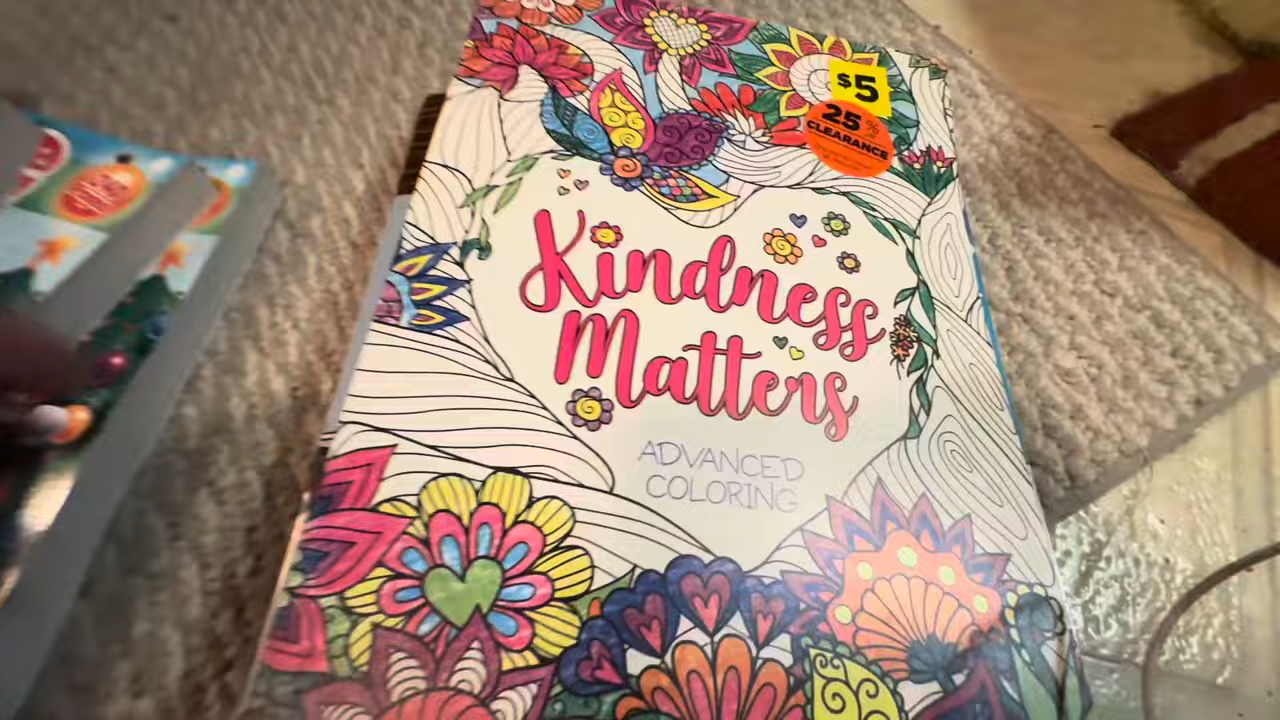 $5
25%
CLEARANCE
Kindness
Matters
ADVANCED
COLORING